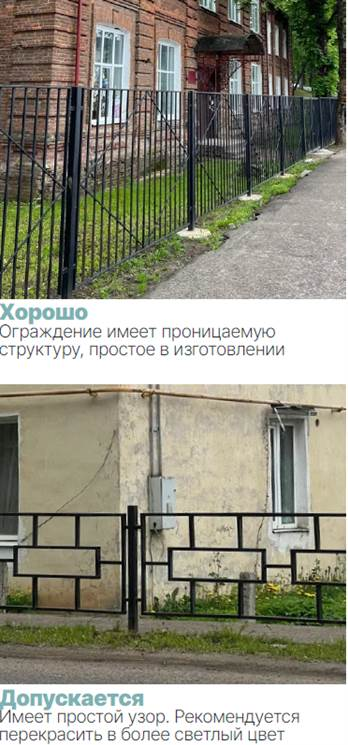 Хорошо
Ограждение имеет проницаемую
структуру, простое в изготовлении
Допускается
Имеет простой узор. Рекомендуется
перекрасить в более светлый цвет